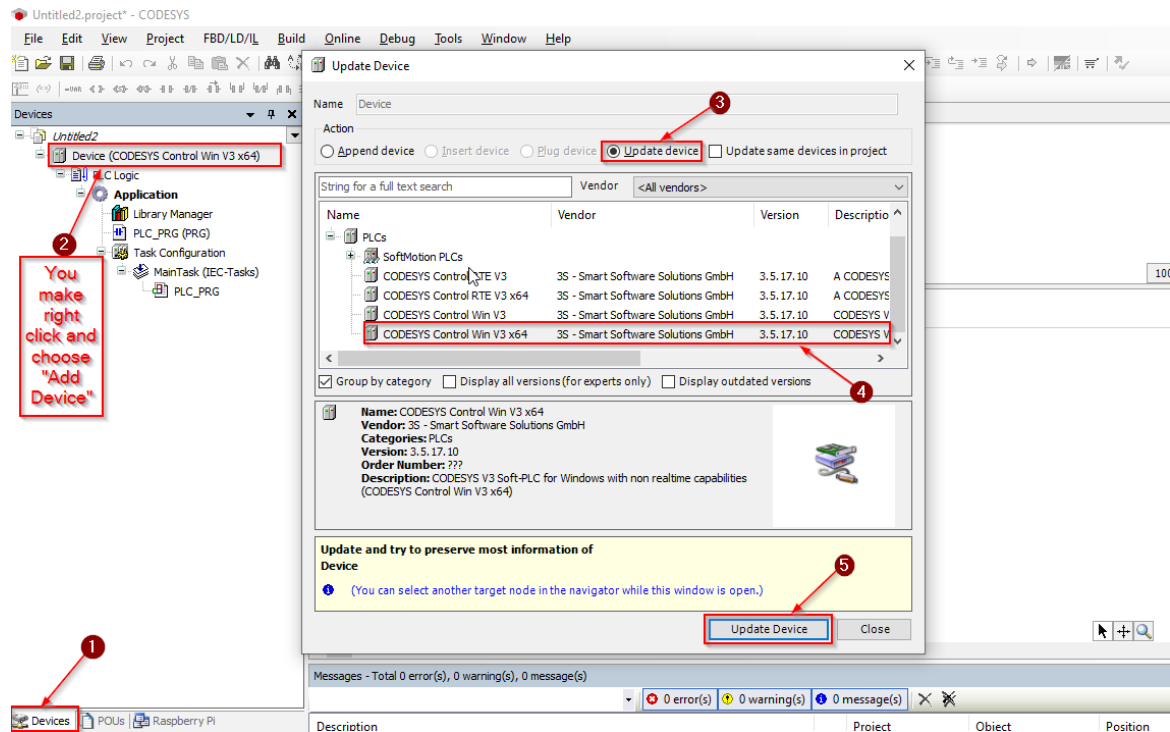 Untitled2.project* - CODESYS
File Edit View Project FBD/LD/IL Build Online Debug Tools Window Help
Devices
Untitled2
Device (CODESYS Control Win V3 x64)
PLC Logic
Application
Library Manager
PLC_PRG (PRG)
Task Configuration
MainTask (IEC-Tasks)
PLC_PRG
2
You
make
right
click and
choose
"Add
Device"
1
Devices POUs Raspberry Pi
Update Device
Name Device
3
Action
Append device Insert device Plug device Update device Update same devices in project
String for a full text search Vendor <All vendors>
Name Vendor Version Descriptio
PLCs
SoftMotion PLCs
CODESYS Control RTE V3 3S - Smart Software Solutions GmbH 3.5.17.10 A CODESYS
CODESYS Control RTE V3 x64 3S - Smart Software Solutions GmbH 3.5.17.10 A CODESYS
CODESYS Control Win V3 3S - Smart Software Solutions GmbH 3.5.17.10 CODESYS V
CODESYS Control Win V3 x64 3S - Smart Software Solutions GmbH 3.5.17.10 CODESYS V
4
Group by category Display all versions (for experts only) Display outdated versions
Name: CODESYS Control Win V3 x64
Vendor: 3S - Smart Software Solutions GmbH
Categories: PLCs
Version: 3.5.17.10
Order Number: ???
Description: CODESYS V3 Soft-PLC for Windows with non realtime capabilities
(CODESYS Control Win V3 x64)
Update and try to preserve most information of
Device
(You can select another target node in the navigator while this window is open.)
5
Update Device Close
100
Messages - Total 0 error(s), 0 warning(s), 0 message(s)
0 error(s) 0 warning(s) 0 message(s)
Description Project Object Position